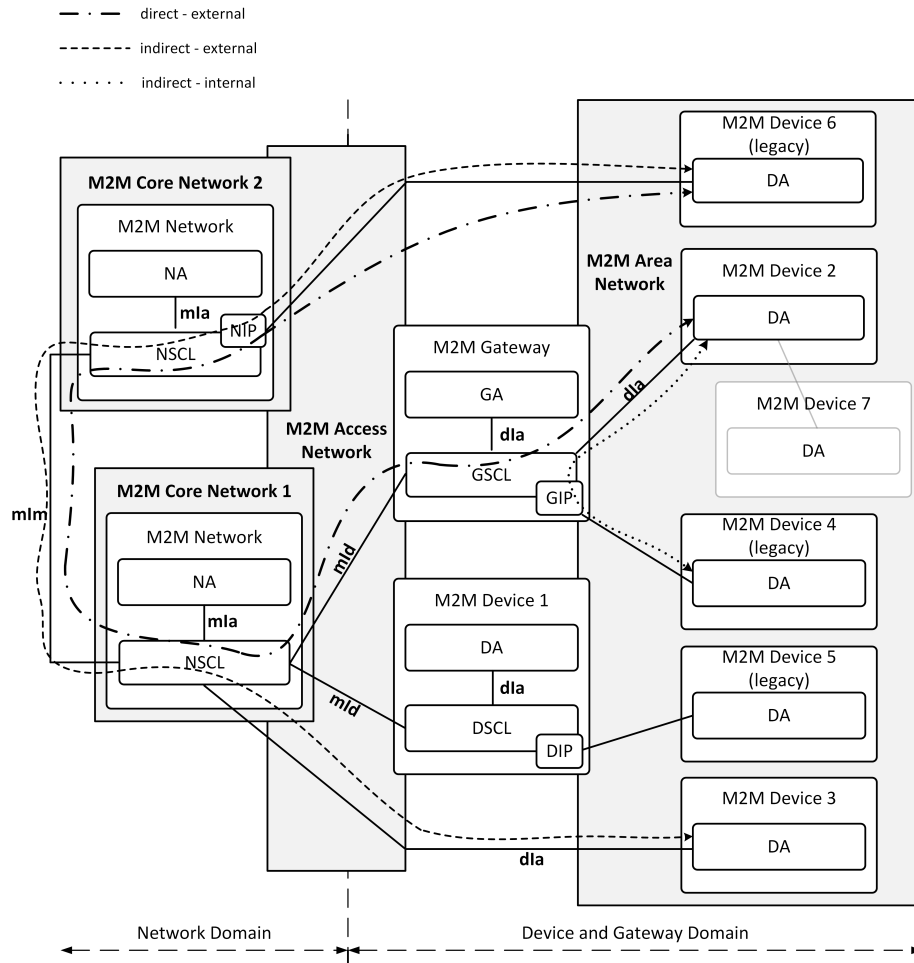 direct - external
indirect - external
indirect - internal
M2M Core Network 2
M2M Network
NA
mIa
NIP
NSCL
mIm
M2M Core Network 1
M2M Network
NA
mIa
NSCL
M2M Access
Network
mId
mId
M2M Gateway
GA
dIa
GSCL
GIP
M2M Device 1
DA
dIa
DSCL
DIP
dIa
dIa
M2M Area
Network
M2M Device 6
(legacy)
DA
M2M Device 2
DA
M2M Device 7
DA
M2M Device 4
(legacy)
DA
M2M Device 5
(legacy)
DA
M2M Device 3
DA
Network Domain
Device and Gateway Domain